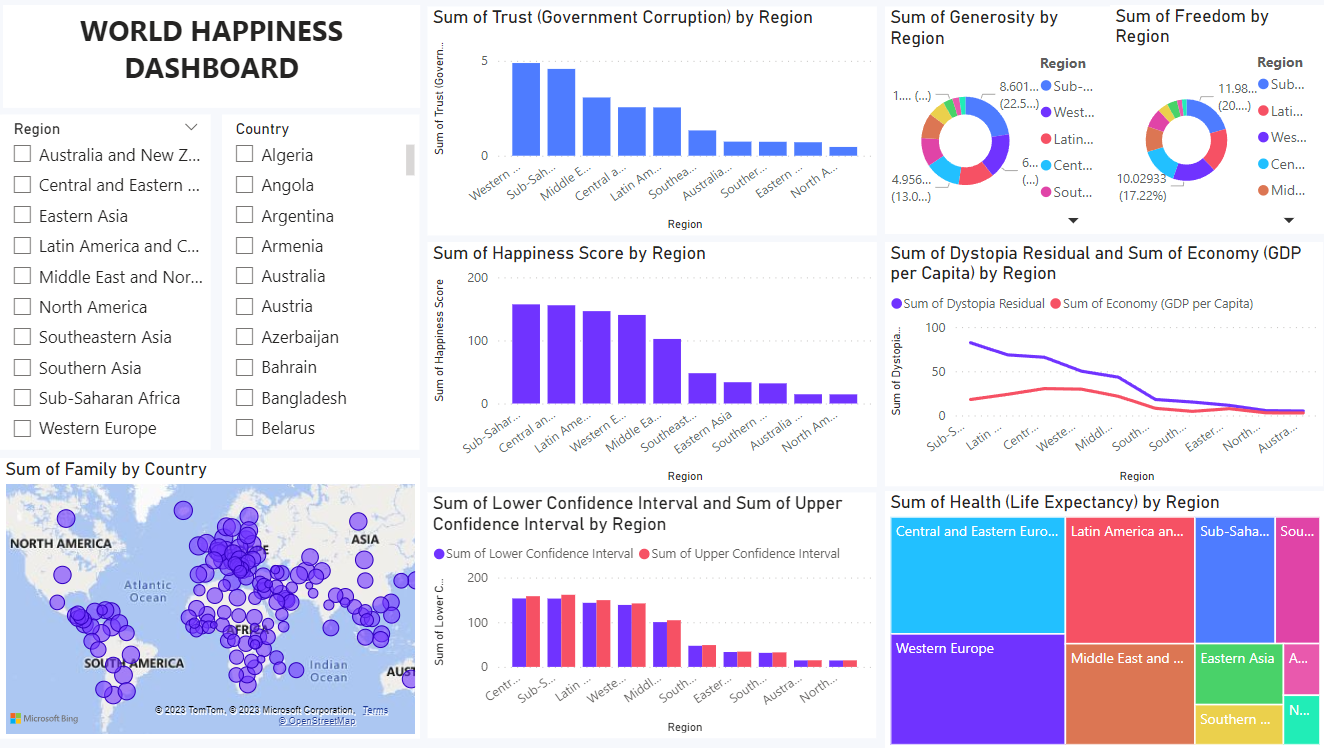 WORLD HAPPINESS
DASHBOARD
Region
Australia and New Z...
Central and Eastern ...
Eastern Asia
Latin America and C...
Middle East and Nor...
North America
Southeastern Asia
Southern Asia
Sub-Saharan Africa
Western Europe
Country
Algeria
Angola
Argentina
Armenia
Australia
Austria
Azerbaijan
Bahrain
Bangladesh
Belarus
Sum of Family by Country
NORTH AMERICA
ASIA
Atlantic
Ocean
AFRICA
SOUTH AMERICA
Indian
Ocean
AUST
Microsoft Bing
© 2023 TomTom, © 2023 Microsoft Corporation, Terms
© OpenStreetMap
Sum of Trust (Government Corruption) by Region
Sum of Trust (Govern...
5
0
Western ...
Sub-Sah...
Middle E...
Central a...
Latin Am...
Southea...
Australia...
Souther...
Eastern ...
North A...
Region
Sum of Happiness Score by Region
Sum of Happiness Score
200
100
0
Sub-Sahar...
Central an...
Latin Ame...
Western E...
Middle Ea...
Southeast...
Eastern Asia
Southern ...
Australia ...
North Am...
Region
Sum of Lower Confidence Interval and Sum of Upper
Confidence Interval by Region
Sum of Lower Confidence Interval
Sum of Upper Confidence Interval
Sum of Lower C...
200
100
0
Centr...
Sub-S...
Latin ...
Weste...
Middl...
South...
Easter...
South...
Austra...
North...
Region
Sum of Generosity by
Region
1.... (...)
8.601...
(22.5...)
6...
(...)
4.956...
(13.0...)
Region
Sub-...
West...
Latin...
Cent...
Sout...
Sum of Freedom by
Region
11.98...
(20....)
10.02933
(17.22%)
Region
Sub...
Lati...
Wes...
Cen...
Mid...
Sum of Dystopia Residual and Sum of Economy (GDP
per Capita) by Region
Sum of Dystopia Residual
Sum of Economy (GDP per Capita)
Sum of Dystopia...
100
50
0
Sub-S...
Latin ...
Centr...
Weste...
Middl...
South...
South...
Easter...
North...
Austra...
Region
Sum of Health (Life Expectancy) by Region
Central and Eastern Euro...
Latin America an...
Sub-Saha...
Sou...
Western Europe
Middle East and ...
Eastern Asia
A...
Southern ...
N...